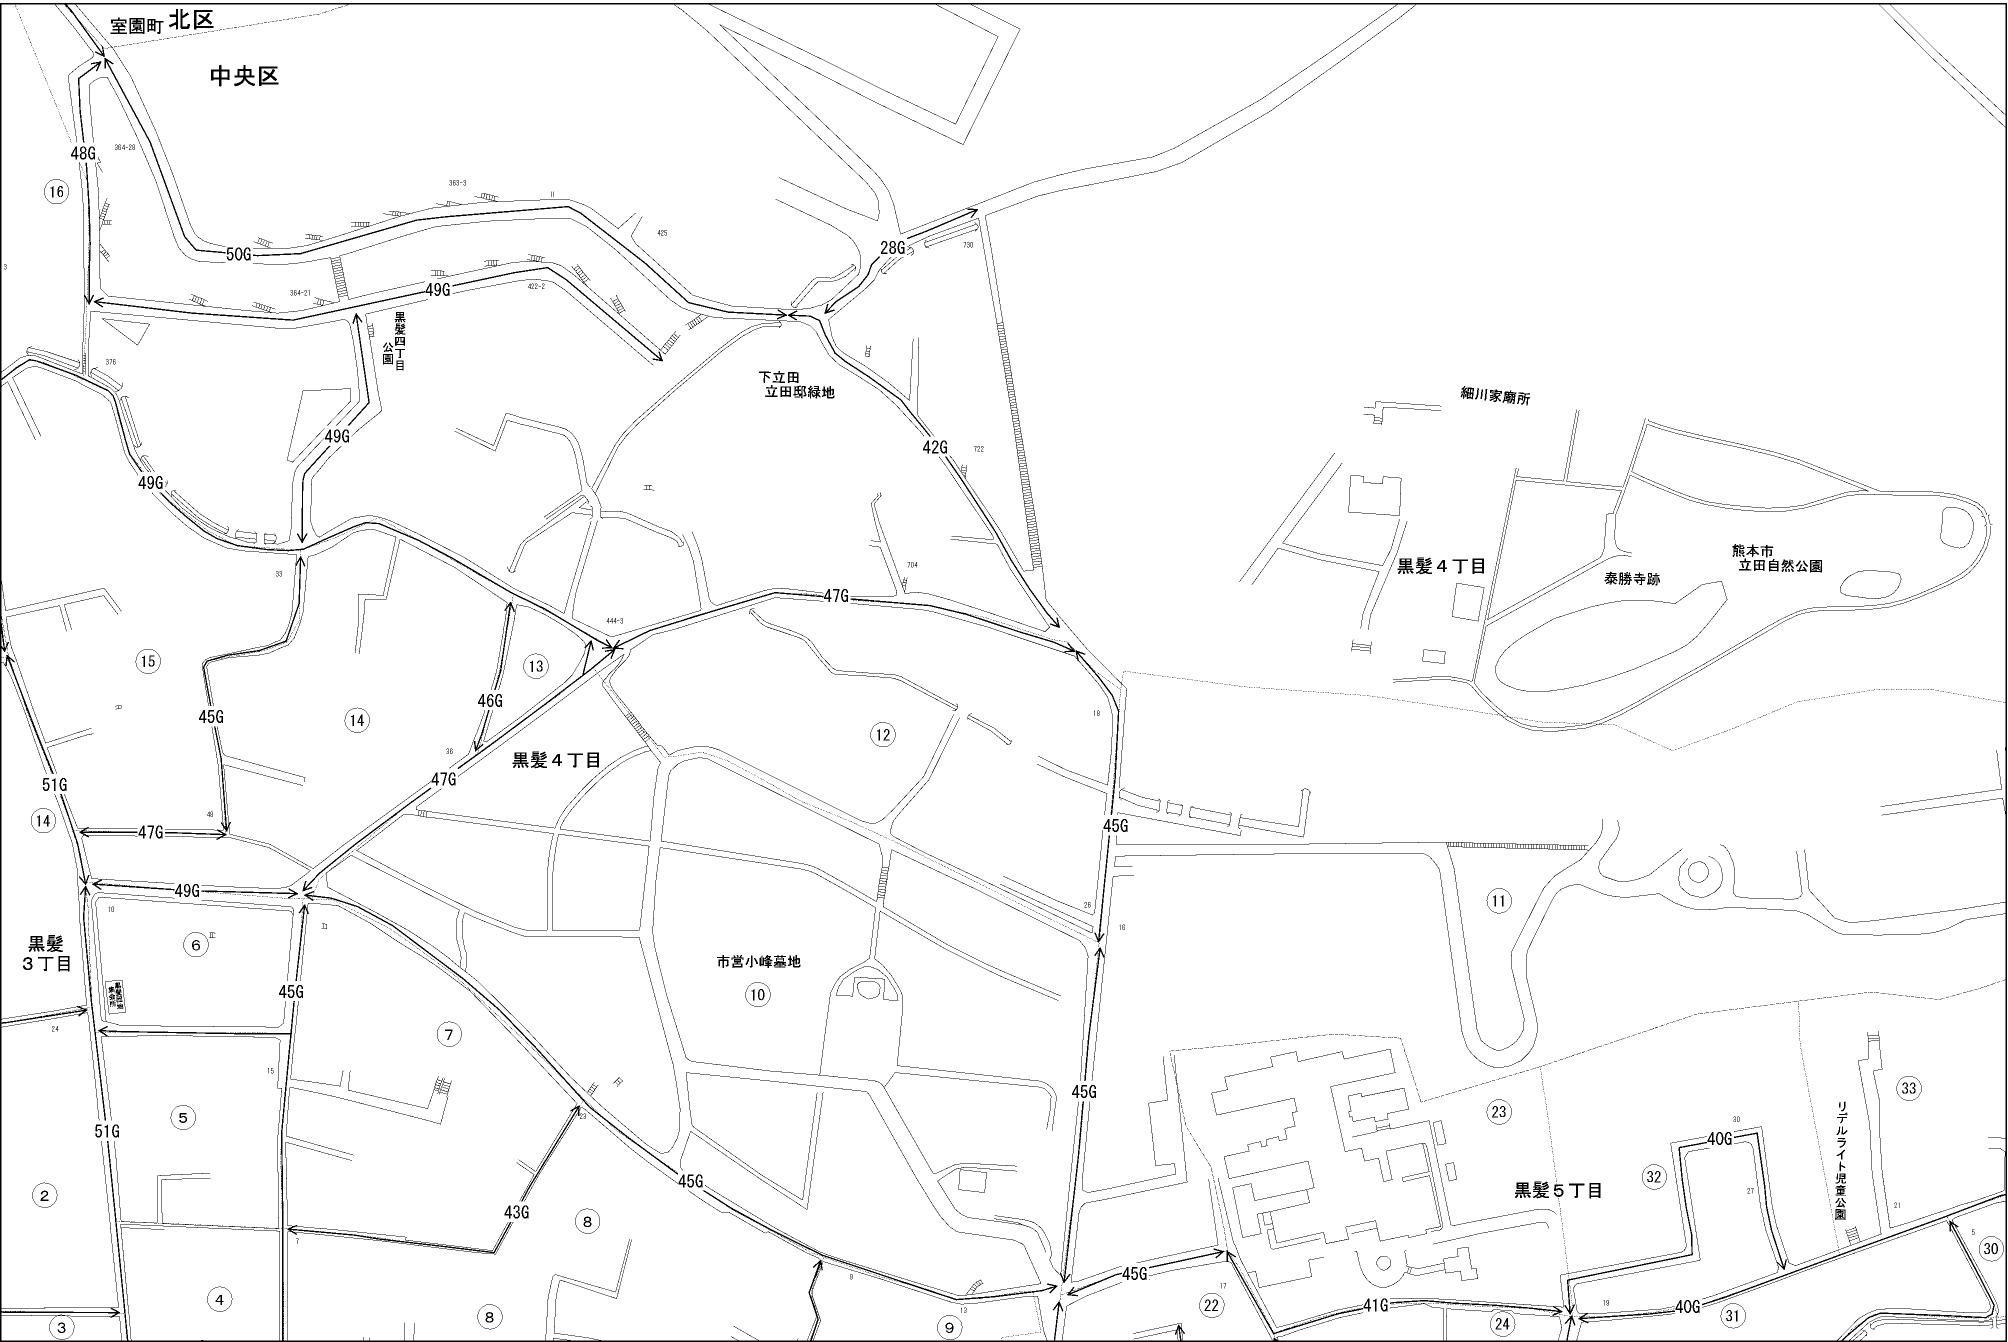 室園町 北区
中央区
48G
364-28
16
363-3
11
425
50G
28G
730
3
364-21
49G
422-2
黒髪四丁目
公園
376
下立田
立田邸緑地
細川家廟所
49G
42G
722
49G
熊本市
立田自然公園
黒髪4丁目
泰勝寺跡
33
704
47G
444-3
15
13
46G
45G
14
18
12
36
黒髪4丁目
51G
47G
14
48
47G
45G
49G
11
10
26
16
6
黒髪
3丁目
市営小峰墓地
10
45G
24
7
15
45G
33
23
リデルライト児童公園
5
23
51G
30
40G
45G
32
黒髪5丁目
2
27
21
43G
8
7
5
30
9
45G
17
13
4
8
3
9
22
41G
24
19
40G
31